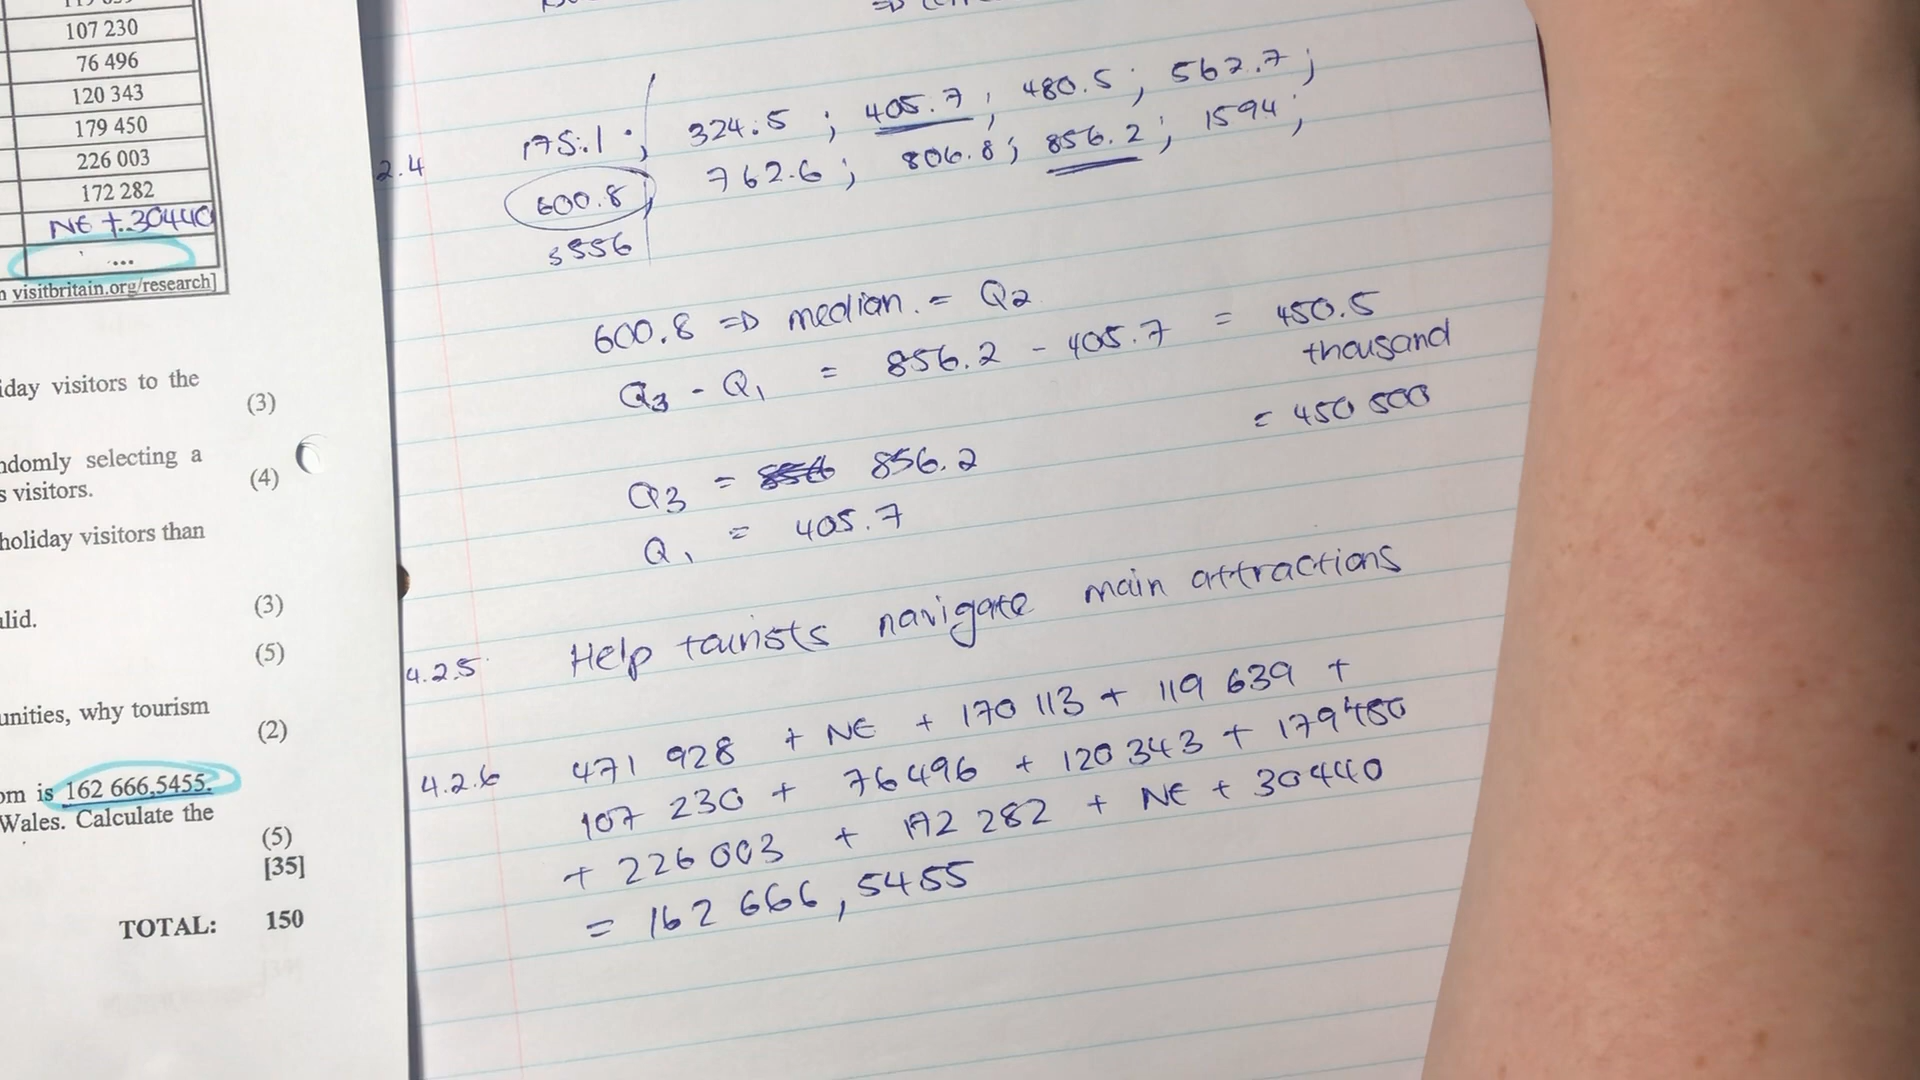 107 230
76 496
120 343
179 450
226 003
172 282
NE + 30440
...
visitbritain.org/research]
iday visitors to the
(3)
ndomly selecting a
s visitors.
(4)
holiday visitors than
(3)
(5)
unities, why tourism
(2)
om is 162 666,5455.
Wales. Calculate the
(5)
[35]
TOTAL: 150
2.4 175.1 ; 324.5 ; 405.7 ; 480.5 ; 562.7 ;
600.8 ; 762.6 ; 806.8 ; 856.2 ; 1594 ;
3556
600.8 => median. = Q2
Q3 - Q1 = 856.2 - 405.7 = 450.5
thousand
= 450 500
Q3 = 856.2
Q1 = 405.7
4.2.5 Help tourists navigate main attractions
4.2.6 471 928 + NE + 170 113 + 119 639 +
107 230 + 76496 + 120 343 + 179450
+ 226 003 + 172 282 + NE + 30440
= 162 666,5455